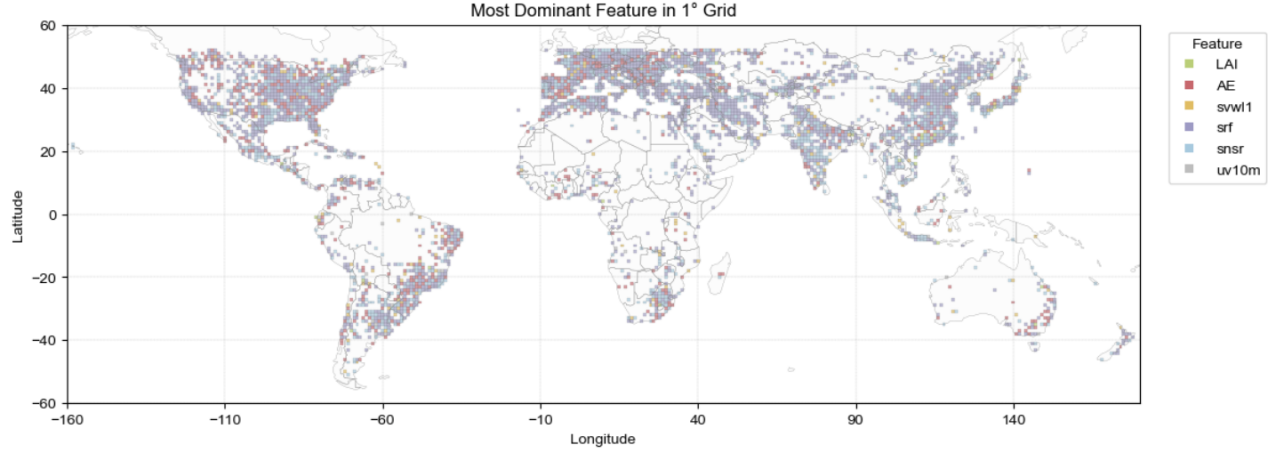 Most Dominant Feature in 1° Grid
60
40
20
0
−20
−40
−60
Latitude
−160
−110
−60
−10
40
90
140
Longitude
Feature
LAI
AE
svwl1
srf
snsr
uv10m